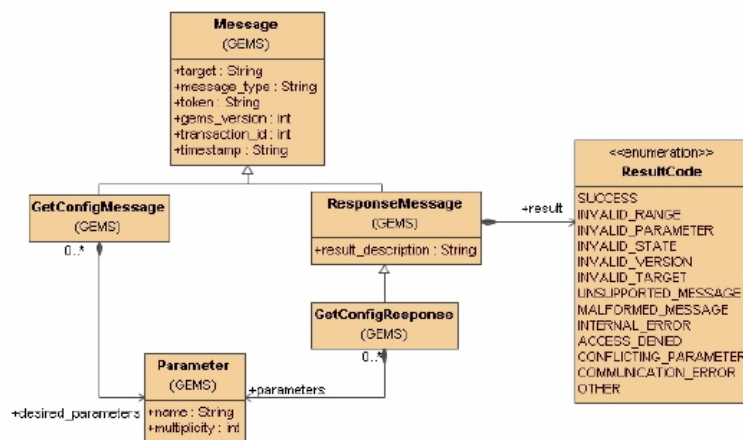 Message
(GEMS)
+target : String
+message_type : String
+token : String
+gems_version : int
+transaction_id : int
+timestamp : String
<<enumeration>>
ResultCode
SUCCESS
INVALID_RANGE
INVALID_PARAMETER
INVALID_STATE
INVALID_VERSION
INVALID_TARGET
UNSUPPORTED_MESSAGE
MALFORMED_MESSAGE
INTERNAL_ERROR
ACCESS_DENIED
CONFLICTING_PARAMETER
COMMUNICATION_ERROR
OTHER
GetConfigMessage
(GEMS)
0..*
ResponseMessage
(GEMS)
+result_description : String
+result
GetConfigResponse
(GEMS)
0..*
Parameter
(GEMS)
+name : String
+multiplicity : int
+parameters
+desired_parameters